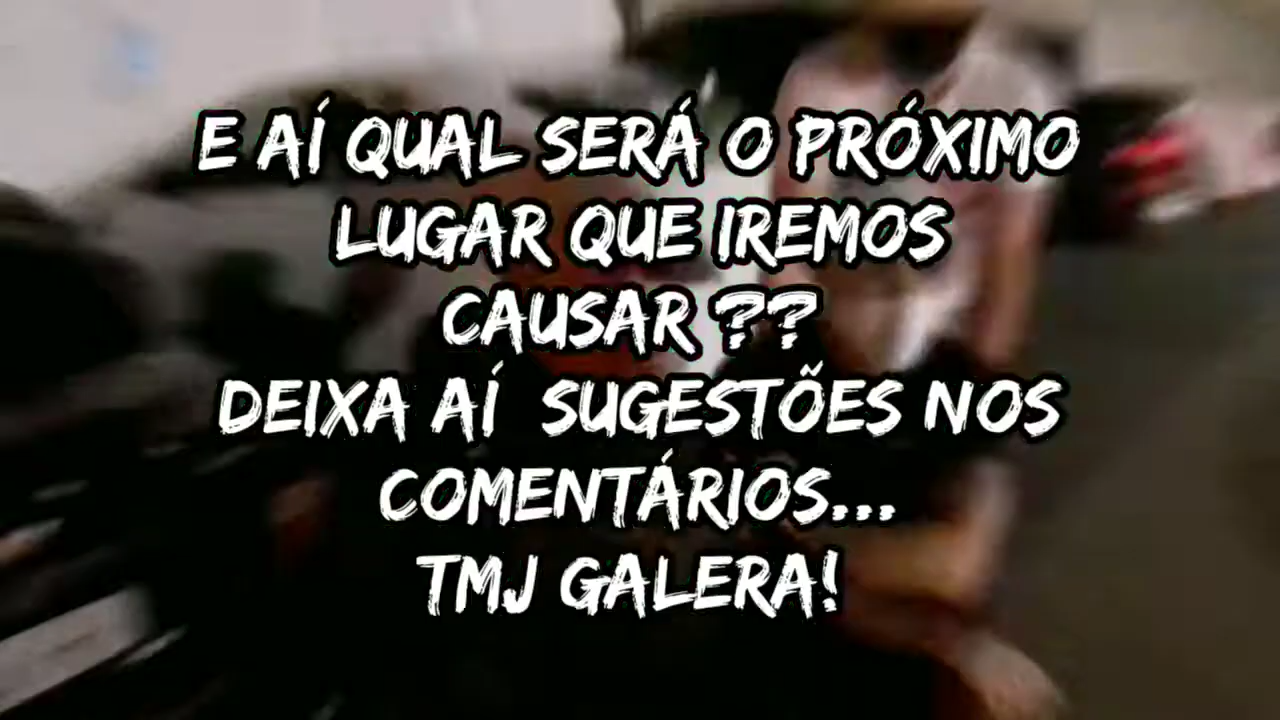 E AÍ QUAL SERÁ O PRÓXIMO
LUGAR QUE IREMOS
CAUSAR ??
DEIXA AÍ SUGESTÕES NOS
COMENTÁRIOS...
TMJ GALERA!